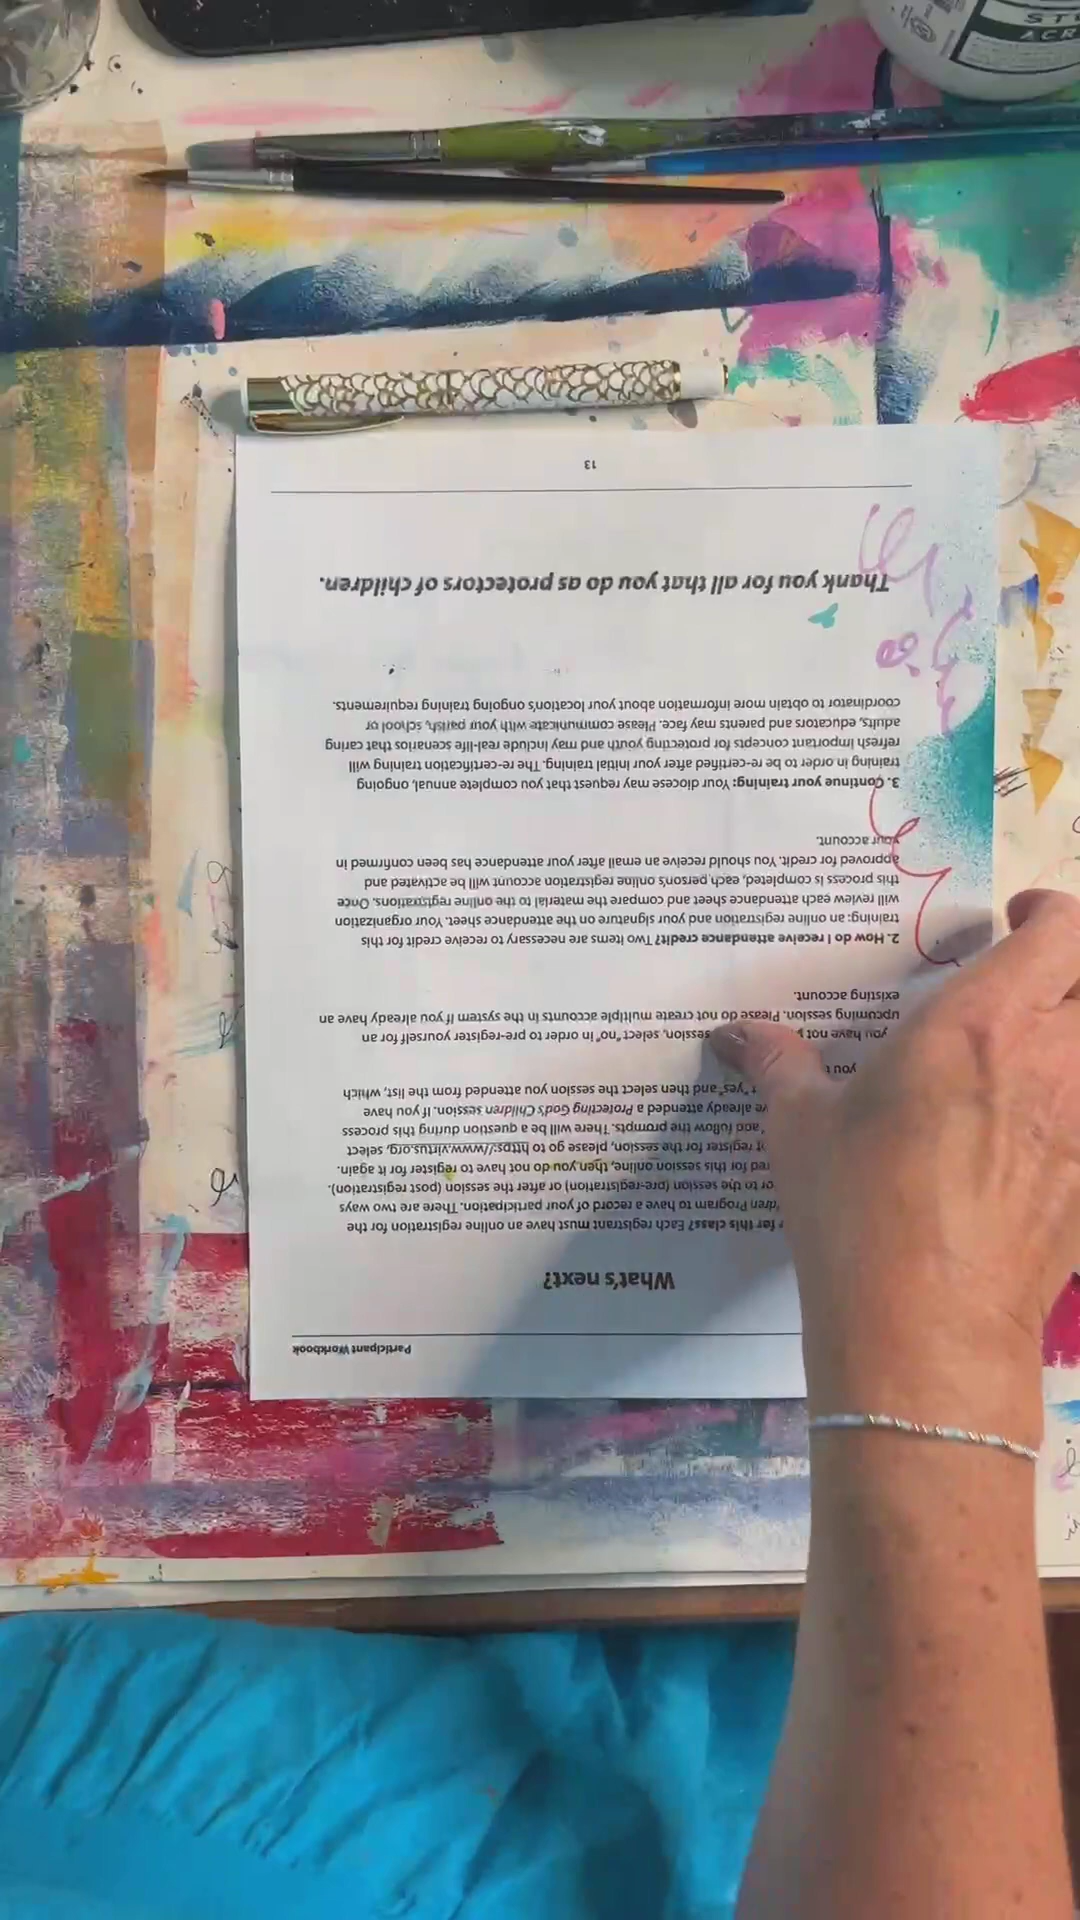 Participant Workbook
What's next?
for this class? Each registrant must have an online registration for the
Program to have a record of your participation. There are two ways
or to the session (pre-registration) or after the session (post registration).
for this session online, then you do not have to register for it again.
register for the session, please go to https://www.virtus.org, select
and follow the prompts. There will be a question during this process
already attended a Protecting God's Children session. If you have
"yes" and then select the session you attended from the list, which
you
you have not session, select "no" in order to pre-register yourself for an
upcoming session. Please do not create multiple accounts in the system if you already have an
existing account.
2. How do I receive attendance credit? Two items are necessary to receive credit for this
training: an online registration and your signature on the attendance sheet. Your organization
will review each attendance sheet and compare the material to the online registrations. Once
this process is completed, each person's online registration account will be activated and
approved for credit. You should receive an email after your attendance has been confirmed in
your account.
3. Continue your training: Your diocese may request that you complete annual, ongoing
training in order to be re-certified after your initial training. The re-certification training will
refresh important concepts for protecting youth and may include real-life scenarios that caring
adults, educators and parents may face. Please communicate with your parish, school or
coordinator to obtain more information about your location's ongoing training requirements.
Thank you for all that you do as protectors of children.
13